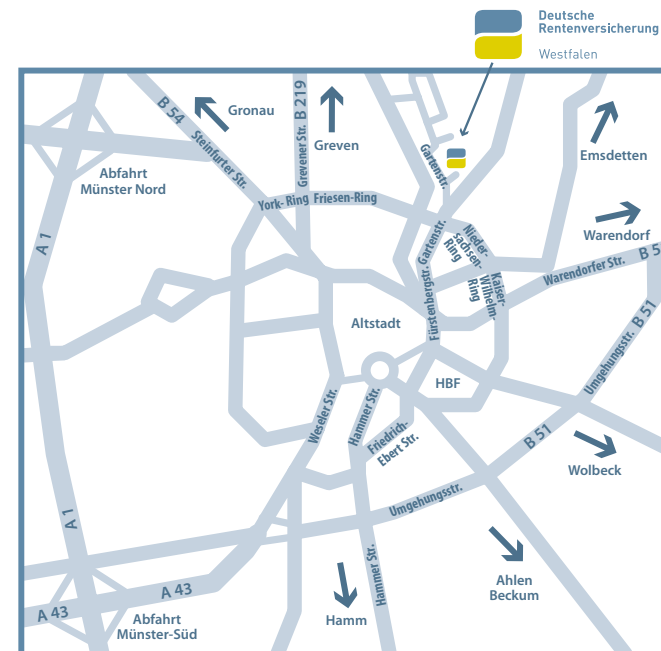 Deutsche
Rentenversicherung
Westfalen
B 54
Gronau
B 219
Greven
Steinfurter Str.
Grevener Str.
Gartenstr.
Emsdetten
Abfahrt
Münster Nord
York-Ring
Friesen-Ring
Warendorf
A 1
Gartenstr.
Nieder-
sachsen-
Ring
B 5
Warendorfer Str.
Kaiser-
Wilhelm-
Ring
Fürstenbergstr.
B 51
Altstadt
Umgehungsstr.
HBF
Weseler Str.
Hammer Str.
Friedrich-
Ebert Str.
B 51
Wolbeck
Umgehungsstr.
A 1
Hammer Str.
Ahlen
Beckum
A 43
A 43
Abfahrt
Münster-Süd
Hamm